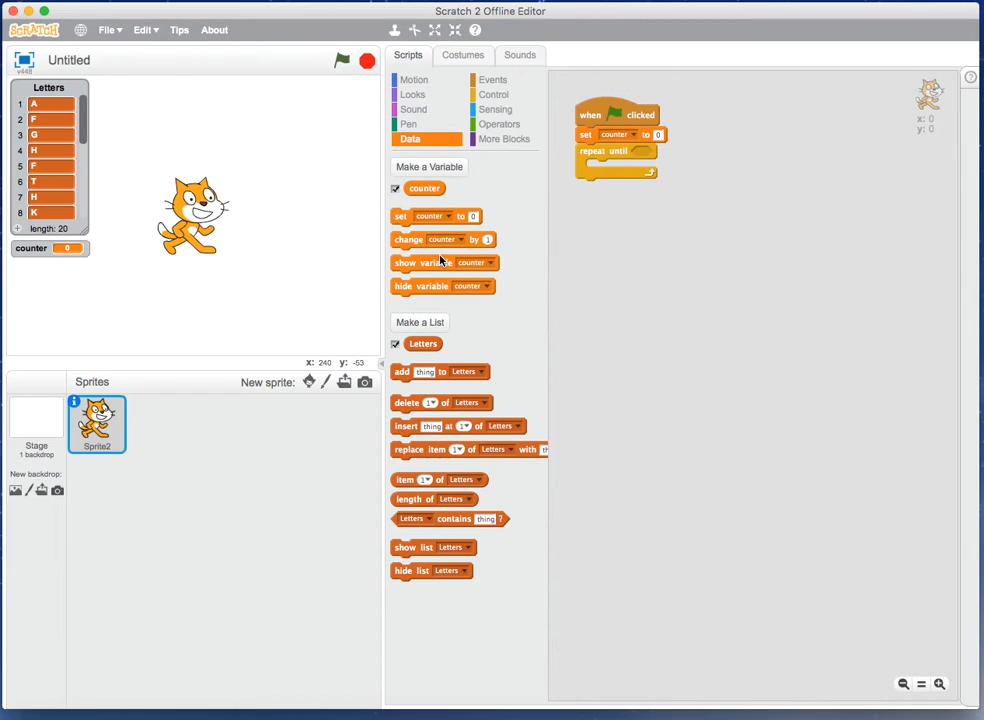 Scratch 2 Offline Editor
SCRATCH File Edit Tips About
v448 Untitled
Letters
1 A
2 F
3 G
4 H
5 F
6 T
7 H
8 K
+ length: 20
counter 0
x: 240 y: -53
Sprites New sprite:
Stage
1 backdrop
New backdrop:
Sprite2
Scripts Costumes Sounds
Motion Events
Looks Control
Sound Sensing
Pen Operators
Data More Blocks
Make a Variable
counter
set counter to 0
change counter by 1
show variable counter
hide variable counter
Make a List
Letters
add thing to Letters
delete 1 of Letters
insert thing at 1 of Letters
replace item 1 of Letters with th
item 1 of Letters
length of Letters
Letters contains thing ?
show list Letters
hide list Letters
when clicked
set counter to 0
repeat until
x: 0
y: 0